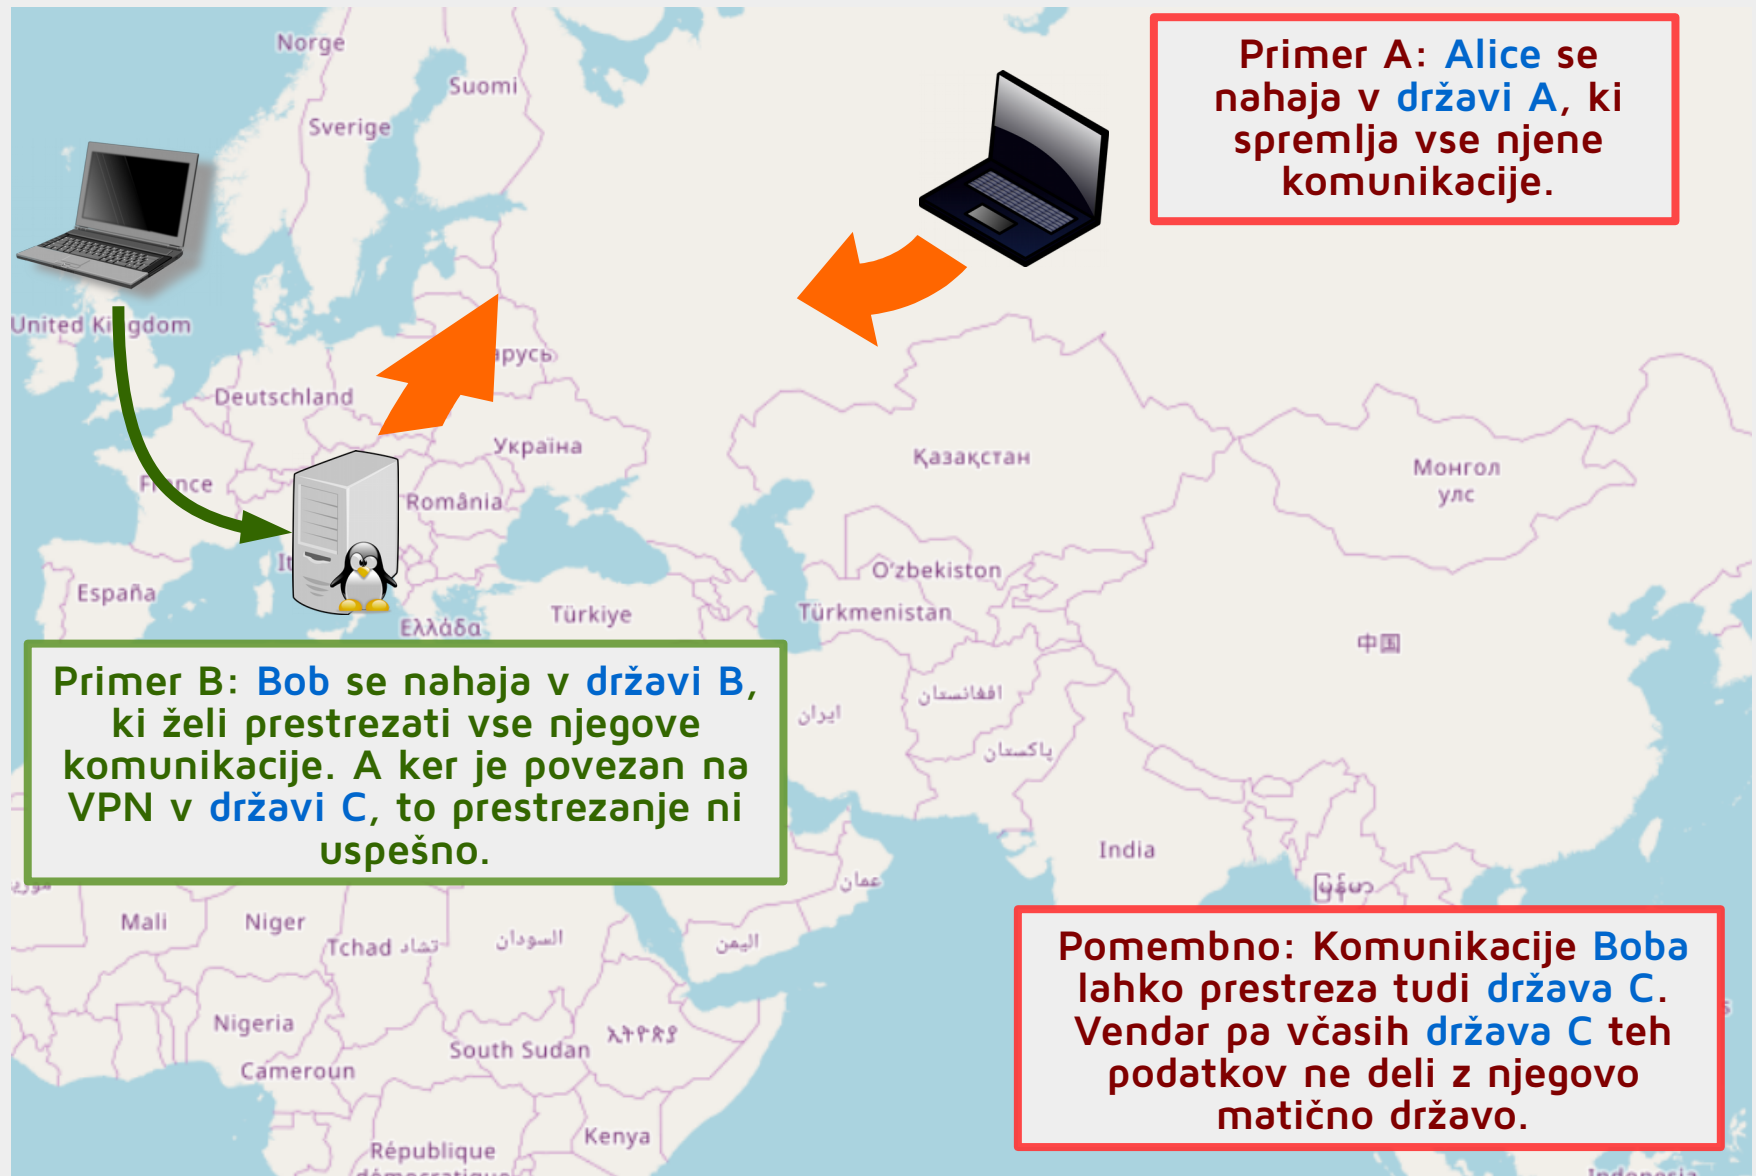 Norge
Suomi
Sverige
United Kingdom
Deutschland
Україна
France
România
España
Ελλάδα
Türkiye
Қазақстан
Монгол
улс
O'zbekiston
Türkmenistan
中国
افغانستان
ایران
پاکستان
India
عمان
Mali
Niger
Tchad تشاد
السودان
اليمن
Nigeria
South Sudan
Cameroun
Kenya
République
Primer A: Alice se
nahaja v državi A, ki
spremlja vse njene
komunikacije.
Primer B: Bob se nahaja v državi B,
ki želi prestrezati vse njegove
komunikacije. A ker je povezan na
VPN v državi C, to prestrezanje ni
uspešno.
Pomembno: Komunikacije Boba
lahko prestreza tudi država C.
Vendar pa včasih država C teh
podatkov ne deli z njegovo
matično državo.